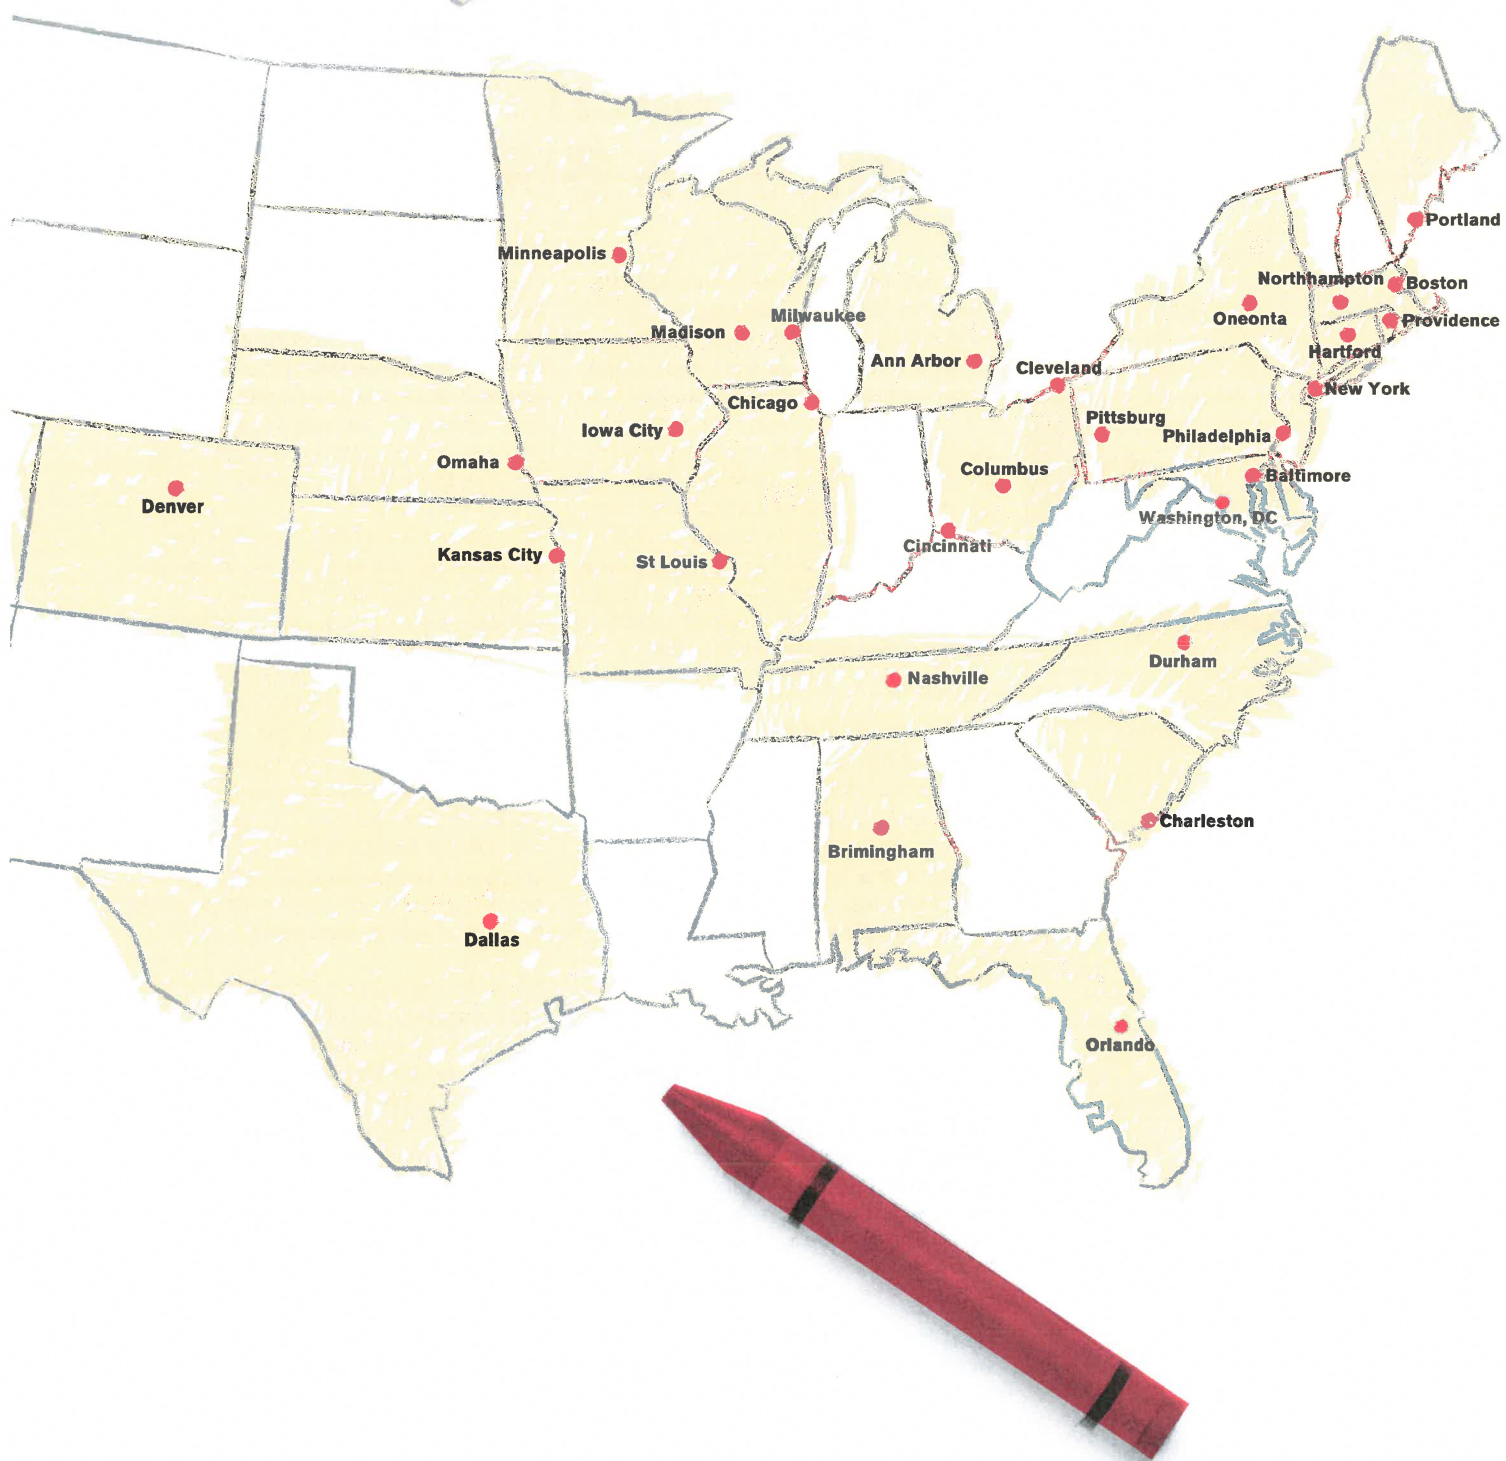 Portland
Minneapolis
Northhampton
Boston
Oneonta
Providence
Milwaukee
Madison
Hartford
Ann Arbor
Cleveland
New York
Chicago
Pittsburg
Iowa City
Philadelphia
Omaha
Columbus
Baltimore
Denver
Washington, DC
Cincinnati
Kansas City
St Louis
Durham
Nashville
Charleston
Brimingham
Dallas
Orlando